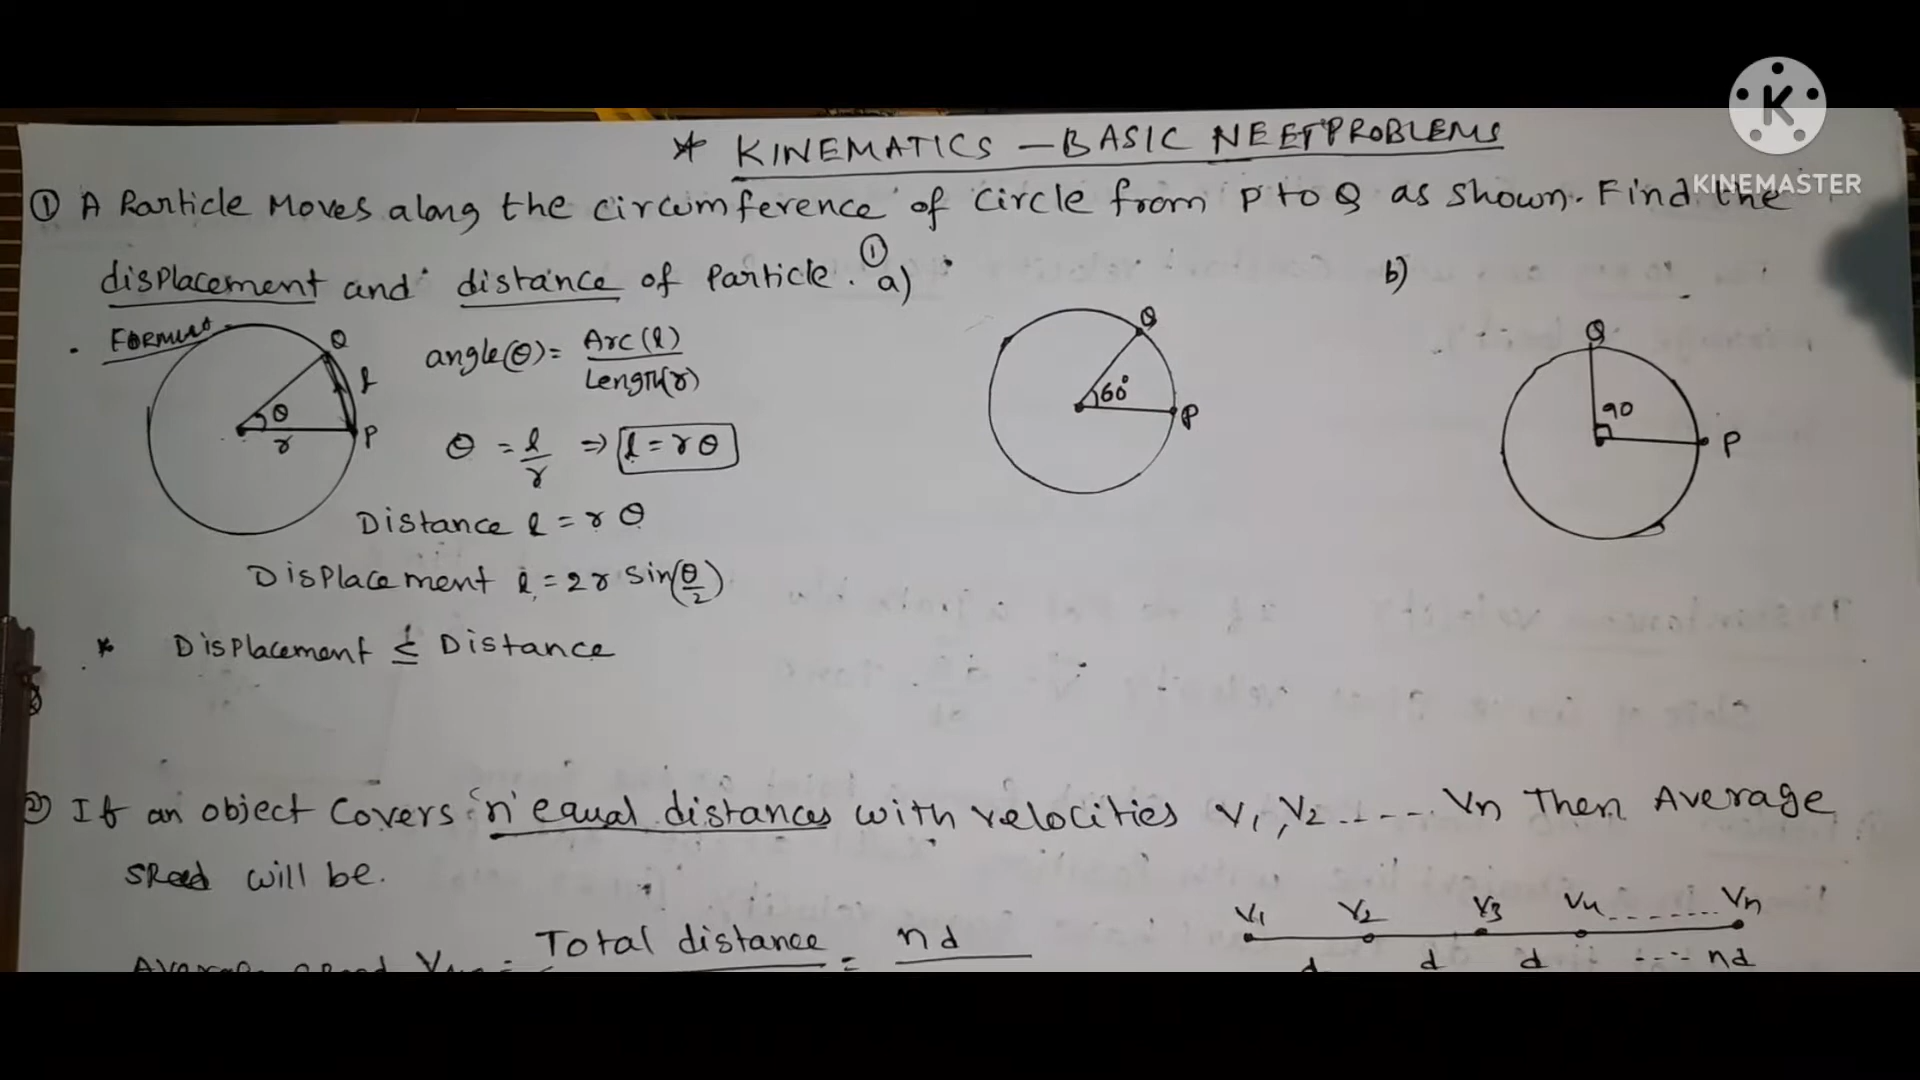 * KINEMATICS – BASIC NEET PROBLEMS
KINEMASTER
① A Particle Moves along the circumference of circle from P to Q as shown. Find the
displacement and distance of Particle. ① a)
b)
Formula
Q
l
θ
r
P
angle(θ) = Arc (l) / Length(r)
θ = l/r ⇒ l = r θ
Distance l = r θ
Displacement l = 2r sin(θ/2)
* Displacement ≤ Distance
Q
60°
P
Q
90
P
2) If an object Covers 'n' equal distances with velocities V1, V2 ..... Vn Then Average
speed will be.
V1 V2 V3 V4 ....... Vn
d d d .... nd
Average speed = Total distance = nd